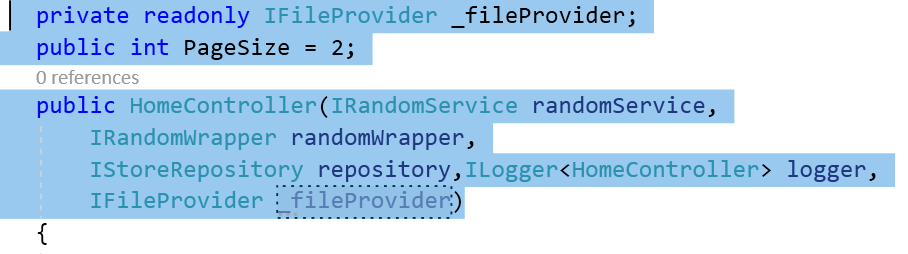 private readonly IFileProvider _fileProvider;
public int PageSize = 2;
0 references
public HomeController(IRandomService randomService,
IRandomWrapper randomWrapper,
IStoreRepository repository,ILogger<HomeController> logger,
IFileProvider _fileProvider)
{